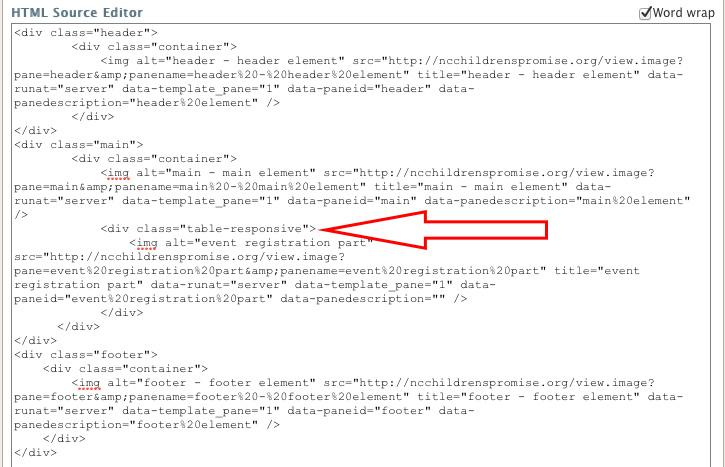 HTML Source Editor
Word wrap
<div class="header">
<div class="container">
<img alt="header - header element" src="http://ncchildrenspromise.org/view.image?
pane=header&amp;panename=header%20-%20header%20element" title="header - header element" data-
runat="server" data-template_pane="1" data-paneid="header" data-
panedescription="header%20element" />
</div>
</div>
<div class="main">
<div class="container">
<img alt="main - main element" src="http://ncchildrenspromise.org/view.image?
pane=main&amp;panename=main%20-%20main%20element" title="main - main element" data-
runat="server" data-template_pane="1" data-paneid="main" data-panedescription="main%20element"
/>
<div class="table-responsive">
<img alt="event registration part"
src="http://ncchildrenspromise.org/view.image?
pane=event%20registration%20part&amp;panename=event%20registration%20part" title="event
registration part" data-runat="server" data-template_pane="1" data-
paneid="event%20registration%20part" data-panedescription="" />
</div>
</div>
</div>
<div class="footer">
<div class="container">
<img alt="footer - footer element" src="http://ncchildrenspromise.org/view.image?
pane=footer&amp;panename=footer%20-%20footer%20element" title="footer - footer element" data-
runat="server" data-template_pane="1" data-paneid="footer" data-
panedescription="footer%20element" />
</div>
</div>